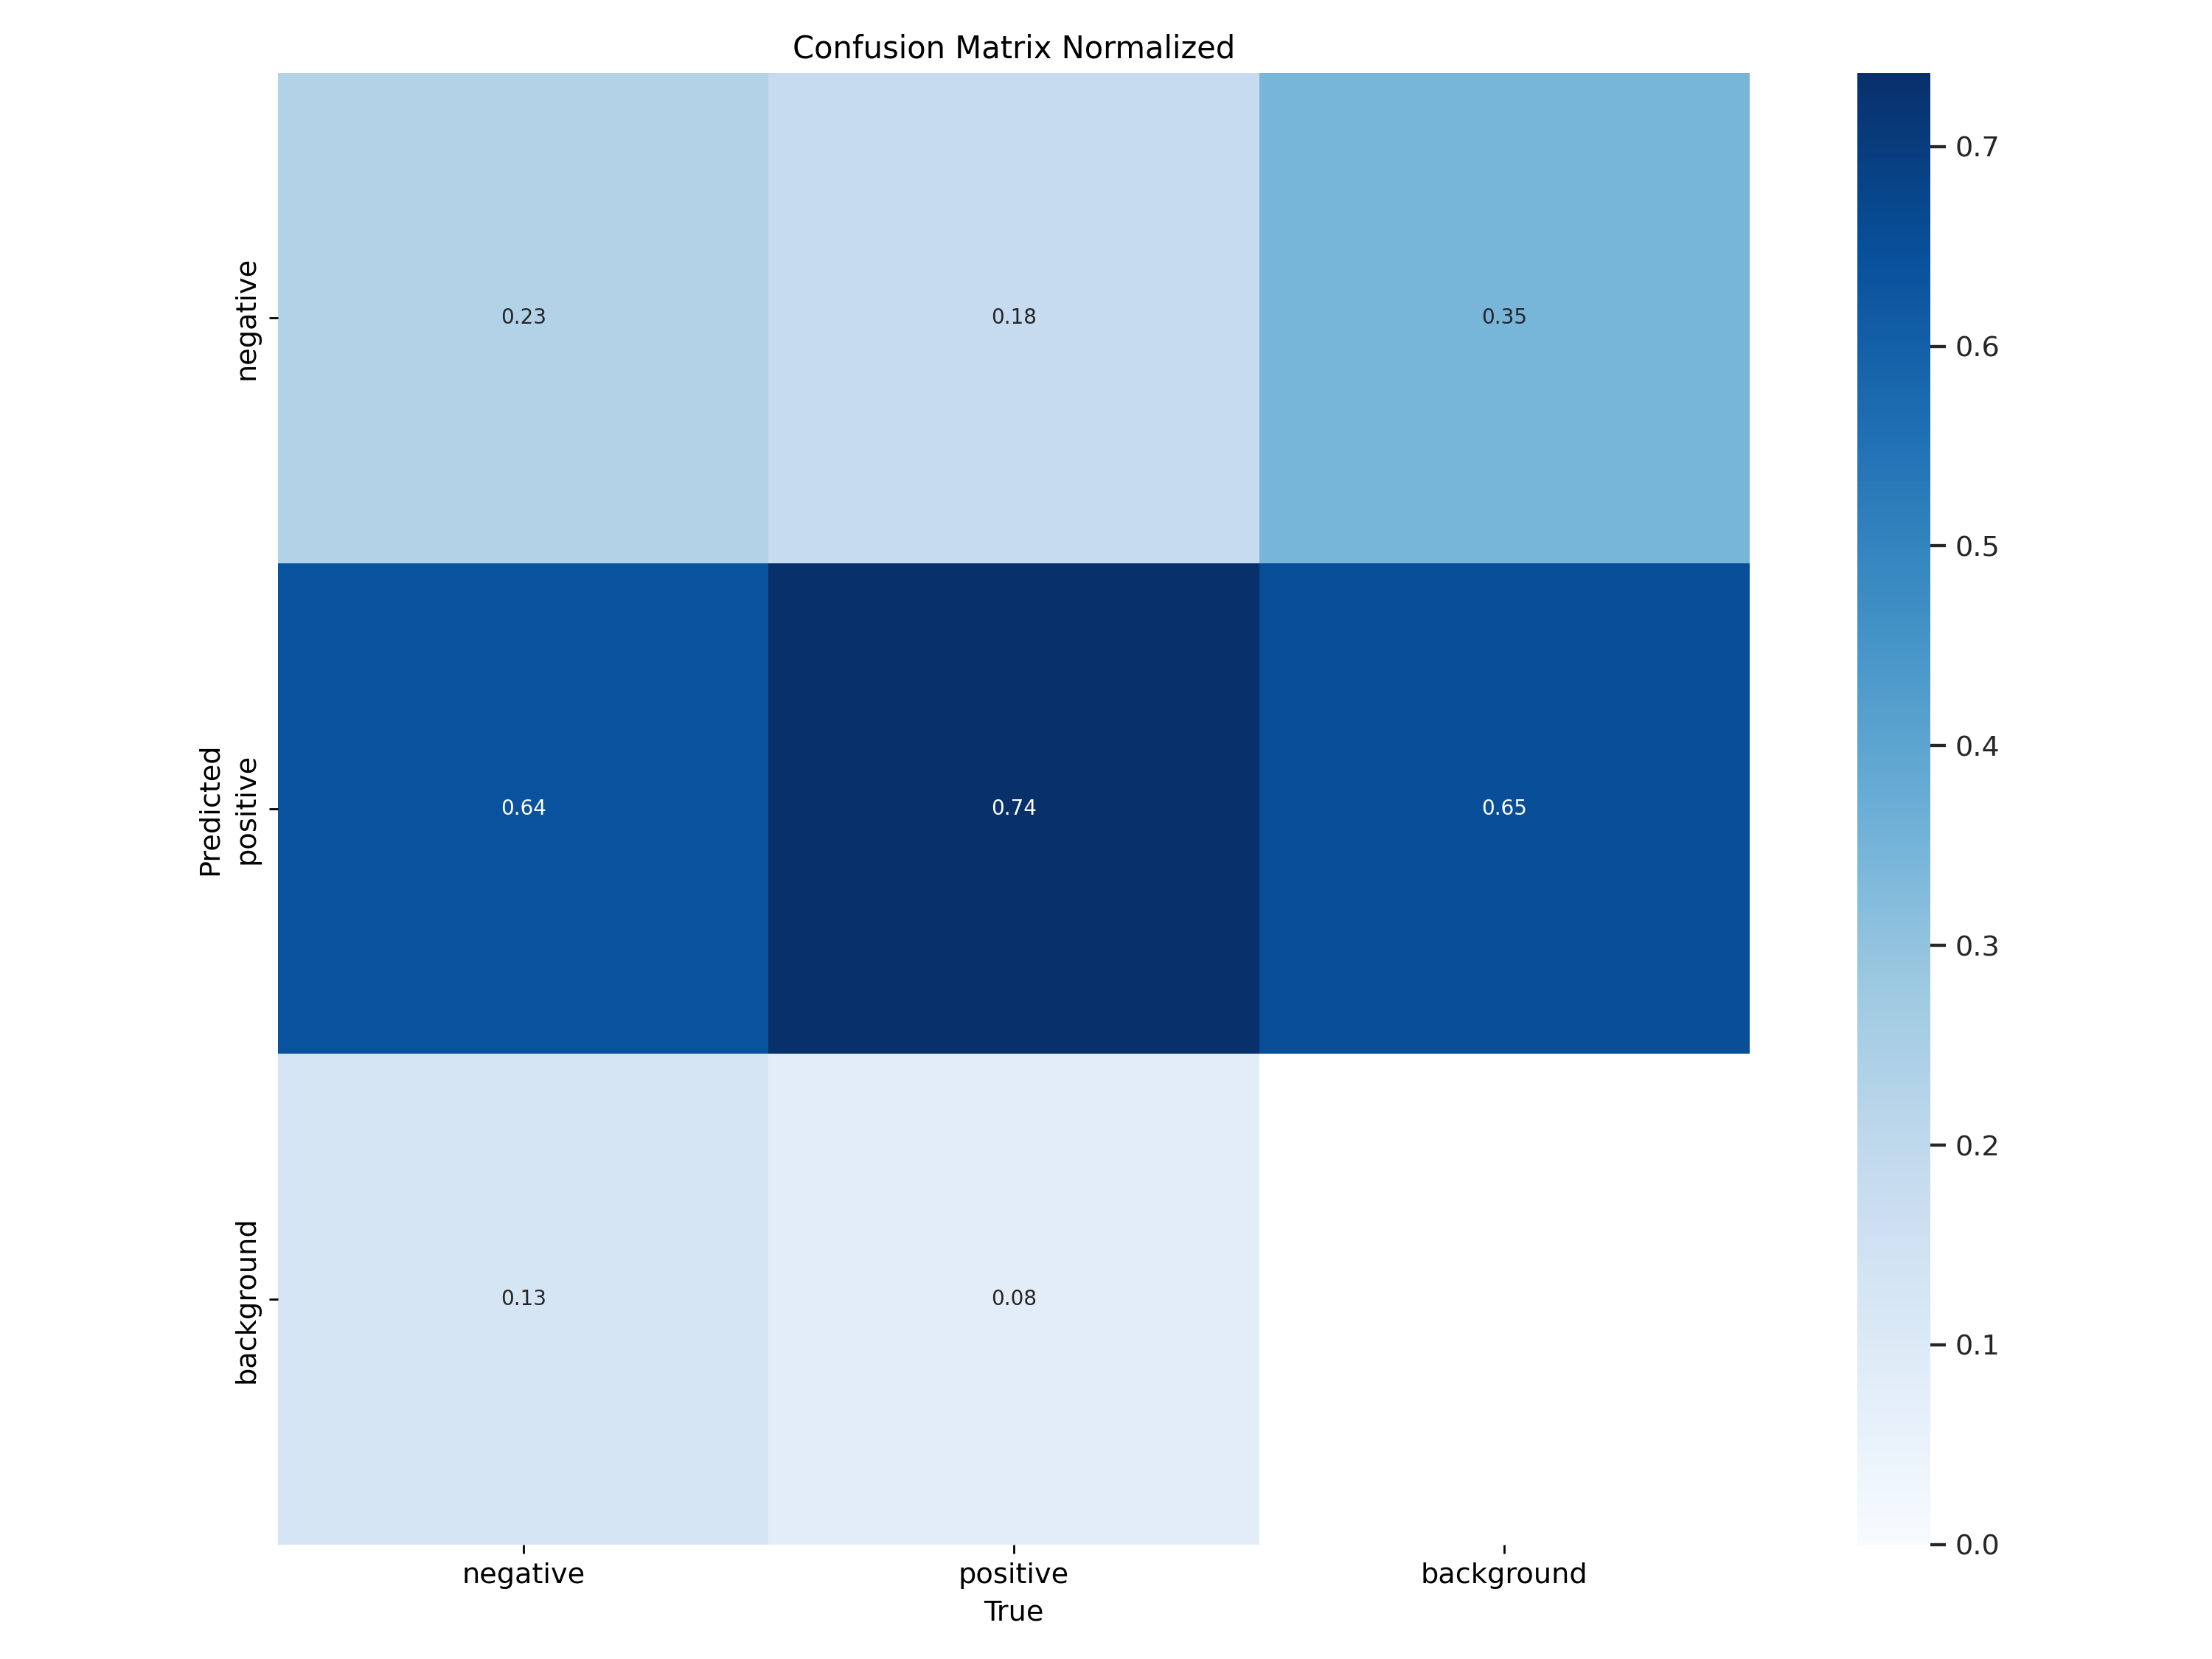 Confusion Matrix Normalized
negative
0.23
0.18
0.35
Predicted
positive
0.64
0.74
0.65
background
0.13
0.08
negative
positive
background
True
0.7
0.6
0.5
0.4
0.3
0.2
0.1
0.0